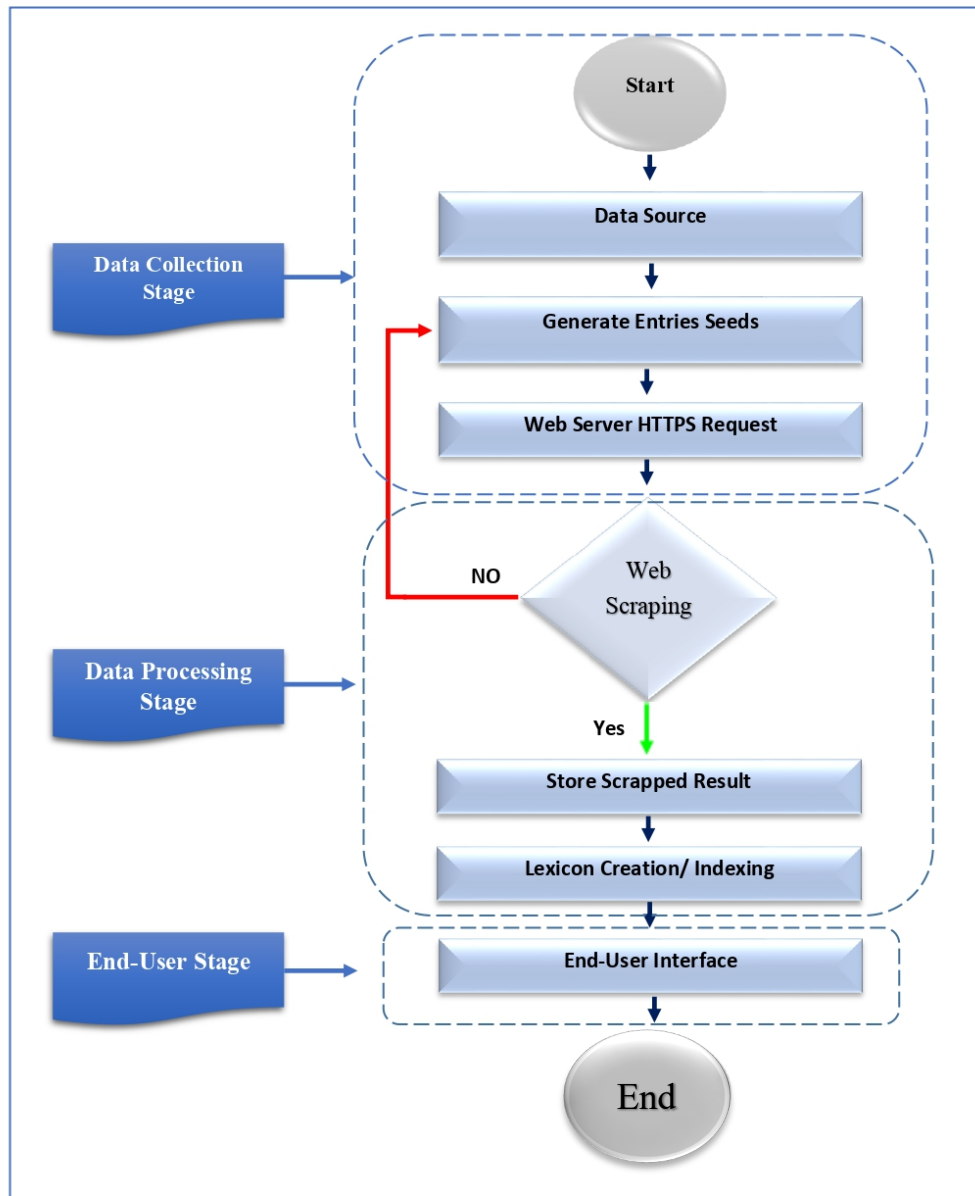 Start
Data Source
Data Collection
Stage
Generate Entries Seeds
Web Server HTTPS Request
NO
Web
Scraping
Data Processing
Stage
Yes
Store Scrapped Result
Lexicon Creation/ Indexing
End-User Stage
End-User Interface
End